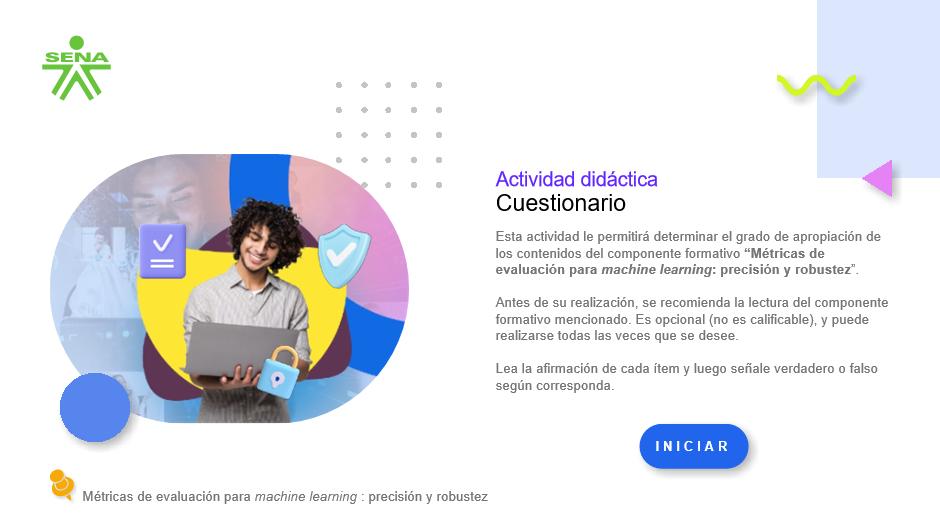 SENA
Actividad didáctica
Cuestionario
Esta actividad le permitirá determinar el grado de apropiación de
los contenidos del componente formativo “Métricas de
evaluación para machine learning: precisión y robustez”.
Antes de su realización, se recomienda la lectura del componente
formativo mencionado. Es opcional (no es calificable), y puede
realizarse todas las veces que se desee.
Lea la afirmación de cada ítem y luego señale verdadero o falso
según corresponda.
INICIAR
Métricas de evaluación para machine learning : precisión y robustez